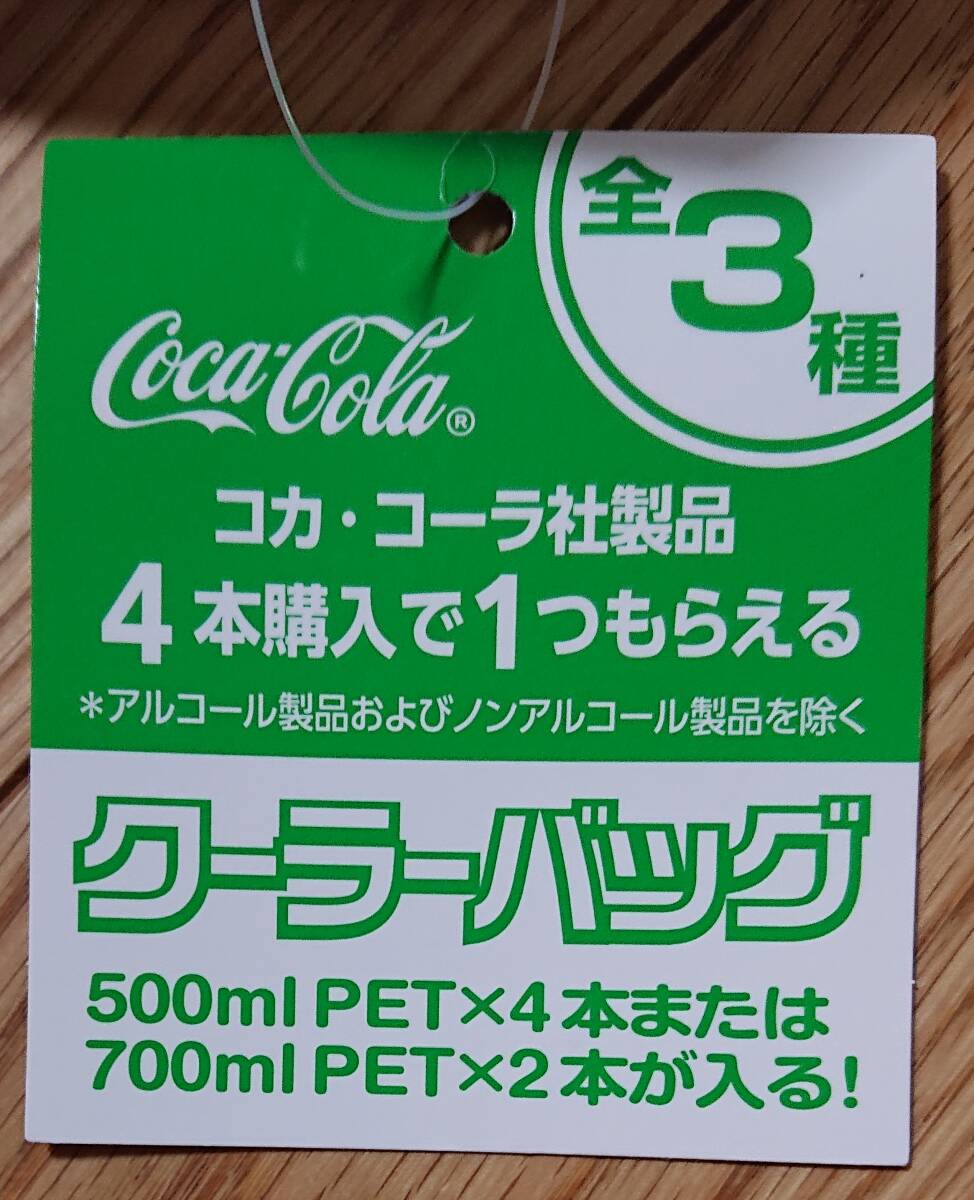 全3種
Coca-Cola®
コカ・コーラ社製品
4本購入で1つもらえる
*アルコール製品およびノンアルコール製品を除く
クーラーバッグ
500ml PET×4本または
700ml PET×2本が入る!